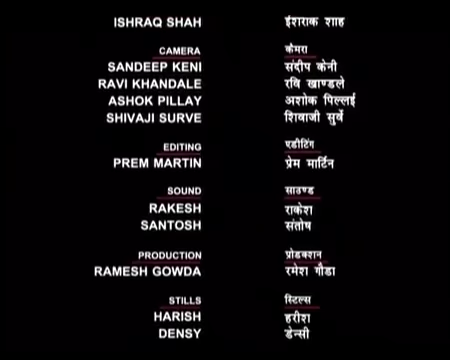 ISHRAQ SHAH इशराक शाह
CAMERA कॅमरा
SANDEEP KENI संदीप केनी
RAVI KHANDALE रवि खाण्डले
ASHOK PILLAY अशोक पिल्लई
SHIVAJI SURVE शिवाजी सुर्वे
EDITING एडीटिंग
PREM MARTIN प्रेम मार्टिन
SOUND साउण्ड
RAKESH राकेश
SANTOSH संतोष
PRODUCTION प्रोडक्शन
RAMESH GOWDA रमेश गौडा
STILLS स्टिल्स
HARISH हरीश
DENSY डेन्सी